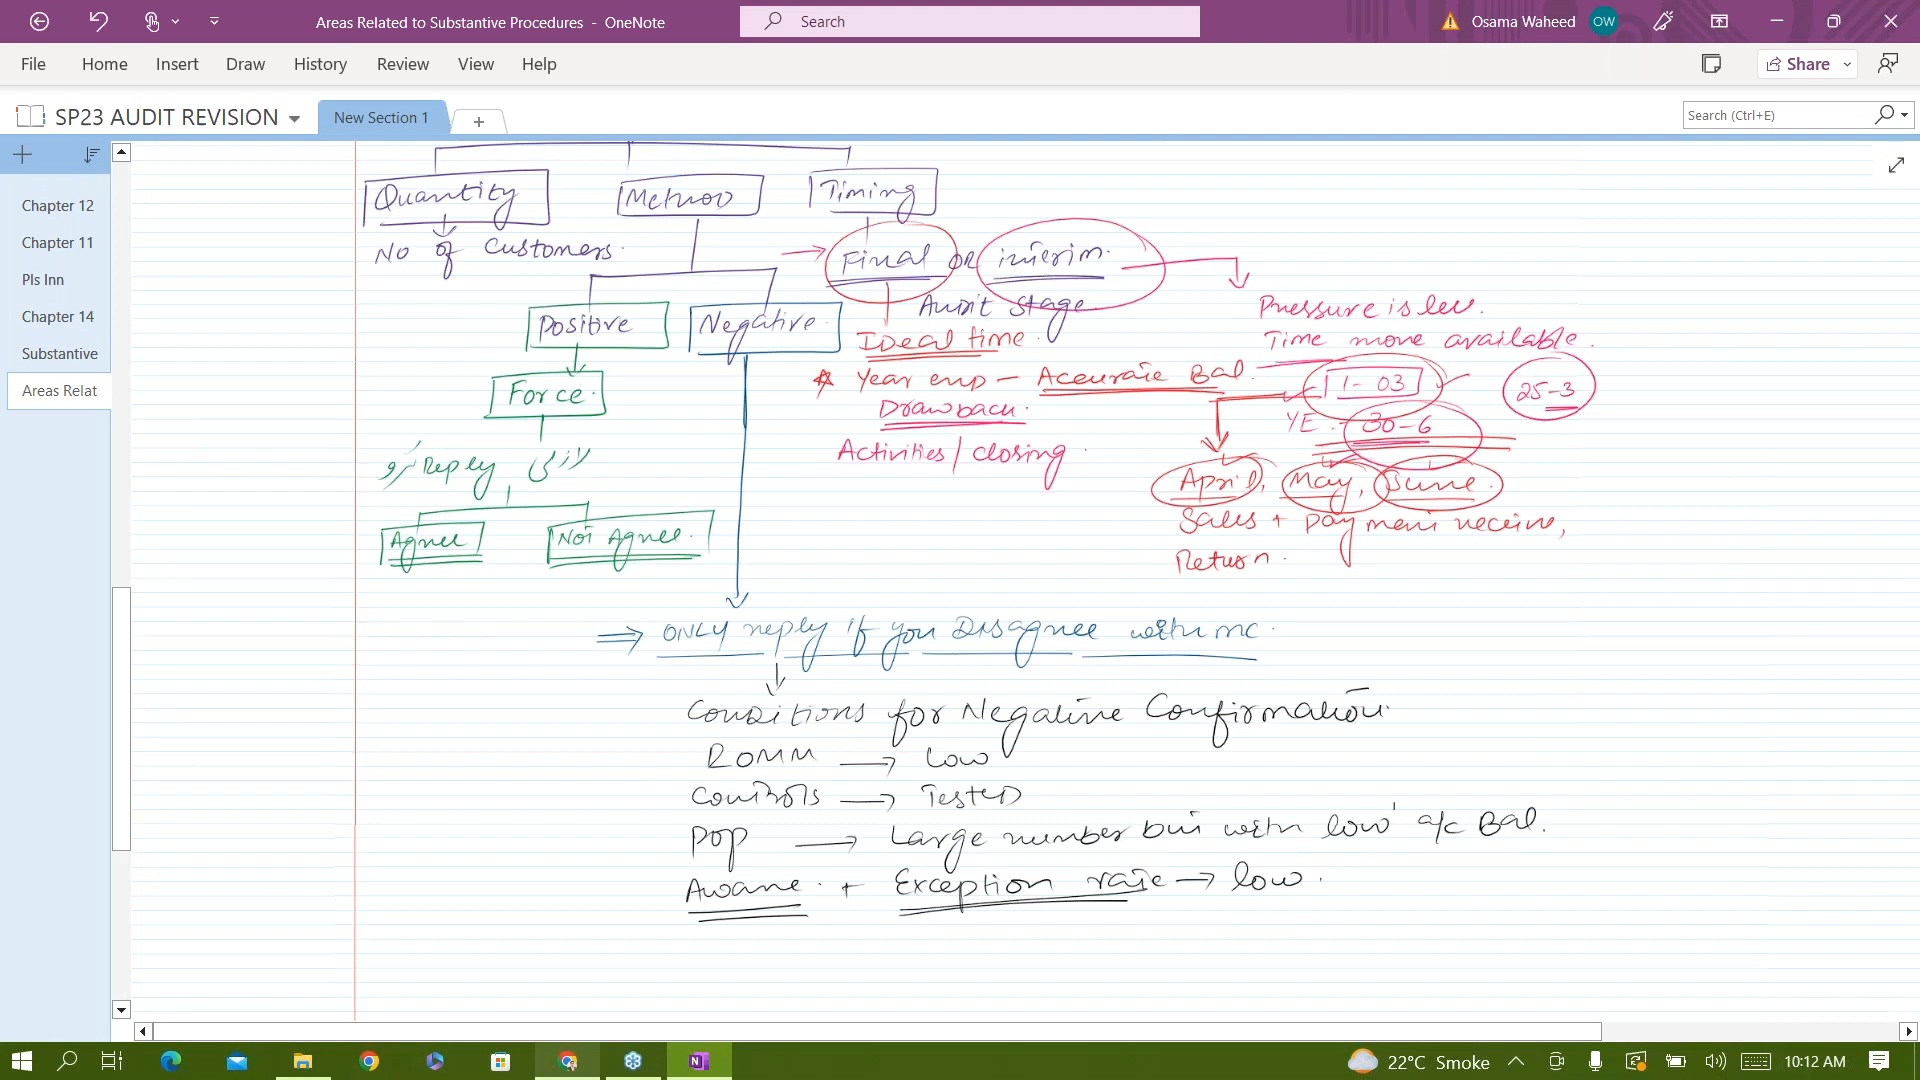 Areas Related to Substantive Procedures - OneNote
Search
Osama Waheed
OW
File Home Insert Draw History Review View Help
Share
SP23 AUDIT REVISION
New Section 1
Search (Ctrl+E)
Chapter 12
Chapter 11
Pls Inn
Chapter 14
Substantive
Areas Relat
Quantity
Method
Timing
No of Customers.
Final OR interim.
Audit Stage
Pressure is less.
Time more available.
Positive
Negative.
Ideal time.
Year end - Accurate Bal.
1-03
25-3
Force.
Drawback.
YE. 30-6
Activities / closing
Reply
April, May, June.
Sales + payment receive,
Return.
Agree
Not Agree.
⇒ ONLY reply if you Disagree with me.
Conditions for Negative Confirmation.
ROMM → Low
Controls → Tested
Pop → Large number but with low a/c Bal.
Aware. + Exception rate → low.
22°C Smoke
10:12 AM